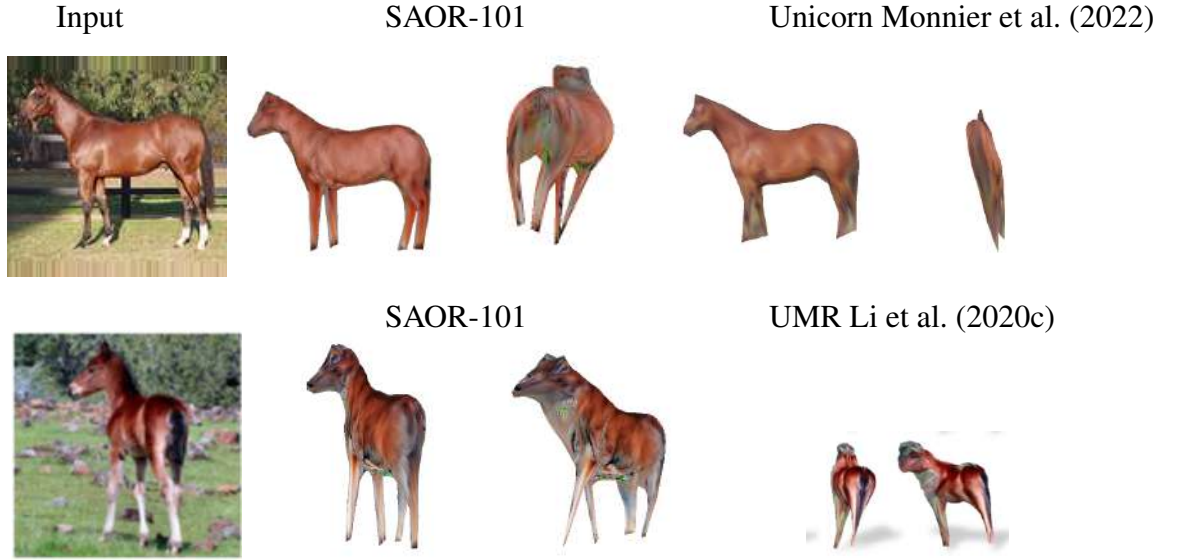 Input SAOR-101 Unicorn Monnier et al. (2022)
SAOR-101 UMR Li et al. (2020c)